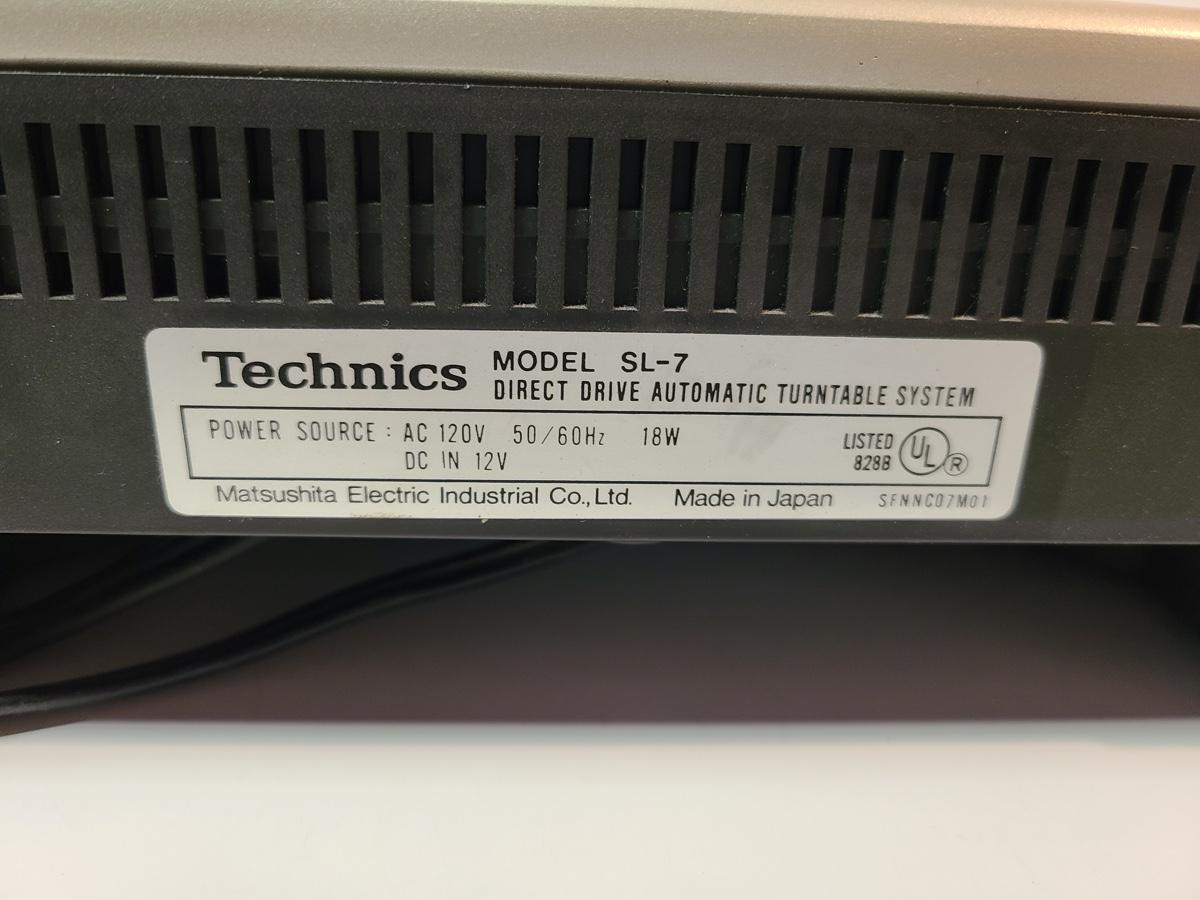 Technics MODEL SL-7
DIRECT DRIVE AUTOMATIC TURNTABLE SYSTEM
POWER SOURCE : AC 120V 50/60Hz 18W
DC IN 12V
LISTED
828B
UL ®
Matsushita Electric Industrial Co., Ltd. Made in Japan SFNNC07M01